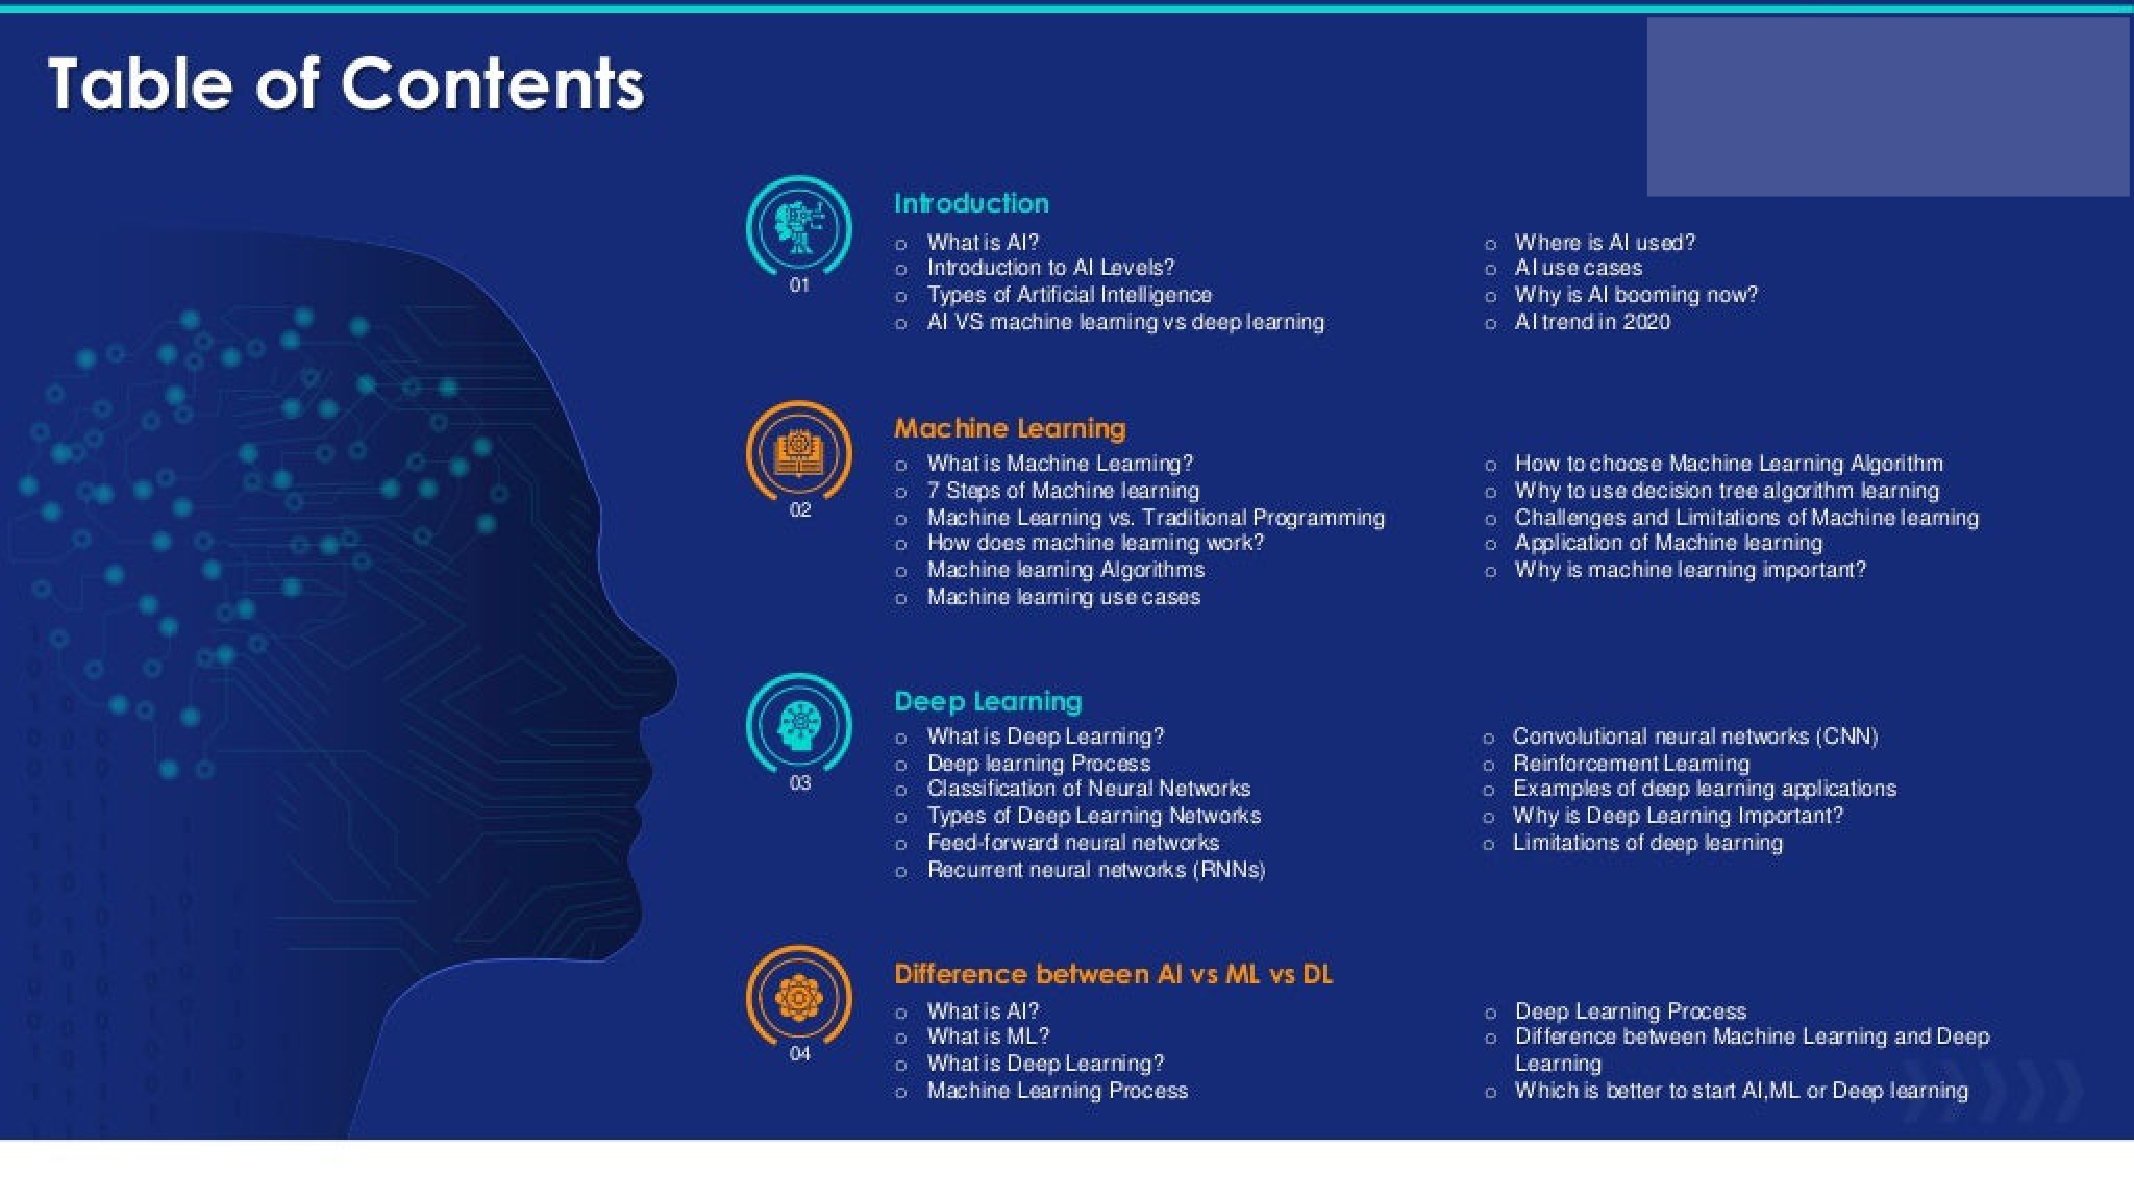 Table of Contents
01
Introduction
o What is AI?
o Introduction to AI Levels?
o Types of Artificial Intelligence
o AI VS machine learning vs deep learning
o Where is AI used?
o AI use cases
o Why is AI booming now?
o AI trend in 2020
02
Machine Learning
o What is Machine Learning?
o 7 Steps of Machine learning
o Machine Learning vs. Traditional Programming
o How does machine learning work?
o Machine learning Algorithms
o Machine learning use cases
o How to choose Machine Learning Algorithm
o Why to use decision tree algorithm learning
o Challenges and Limitations of Machine learning
o Application of Machine learning
o Why is machine learning important?
03
Deep Learning
o What is Deep Learning?
o Deep learning Process
o Classification of Neural Networks
o Types of Deep Learning Networks
o Feed-forward neural networks
o Recurrent neural networks (RNNs)
o Convolutional neural networks (CNN)
o Reinforcement Learning
o Examples of deep learning applications
o Why is Deep Learning Important?
o Limitations of deep learning
04
Difference between AI vs ML vs DL
o What is AI?
o What is ML?
o What is Deep Learning?
o Machine Learning Process
o Deep Learning Process
o Difference between Machine Learning and Deep
Learning
o Which is better to start AI,ML or Deep learning